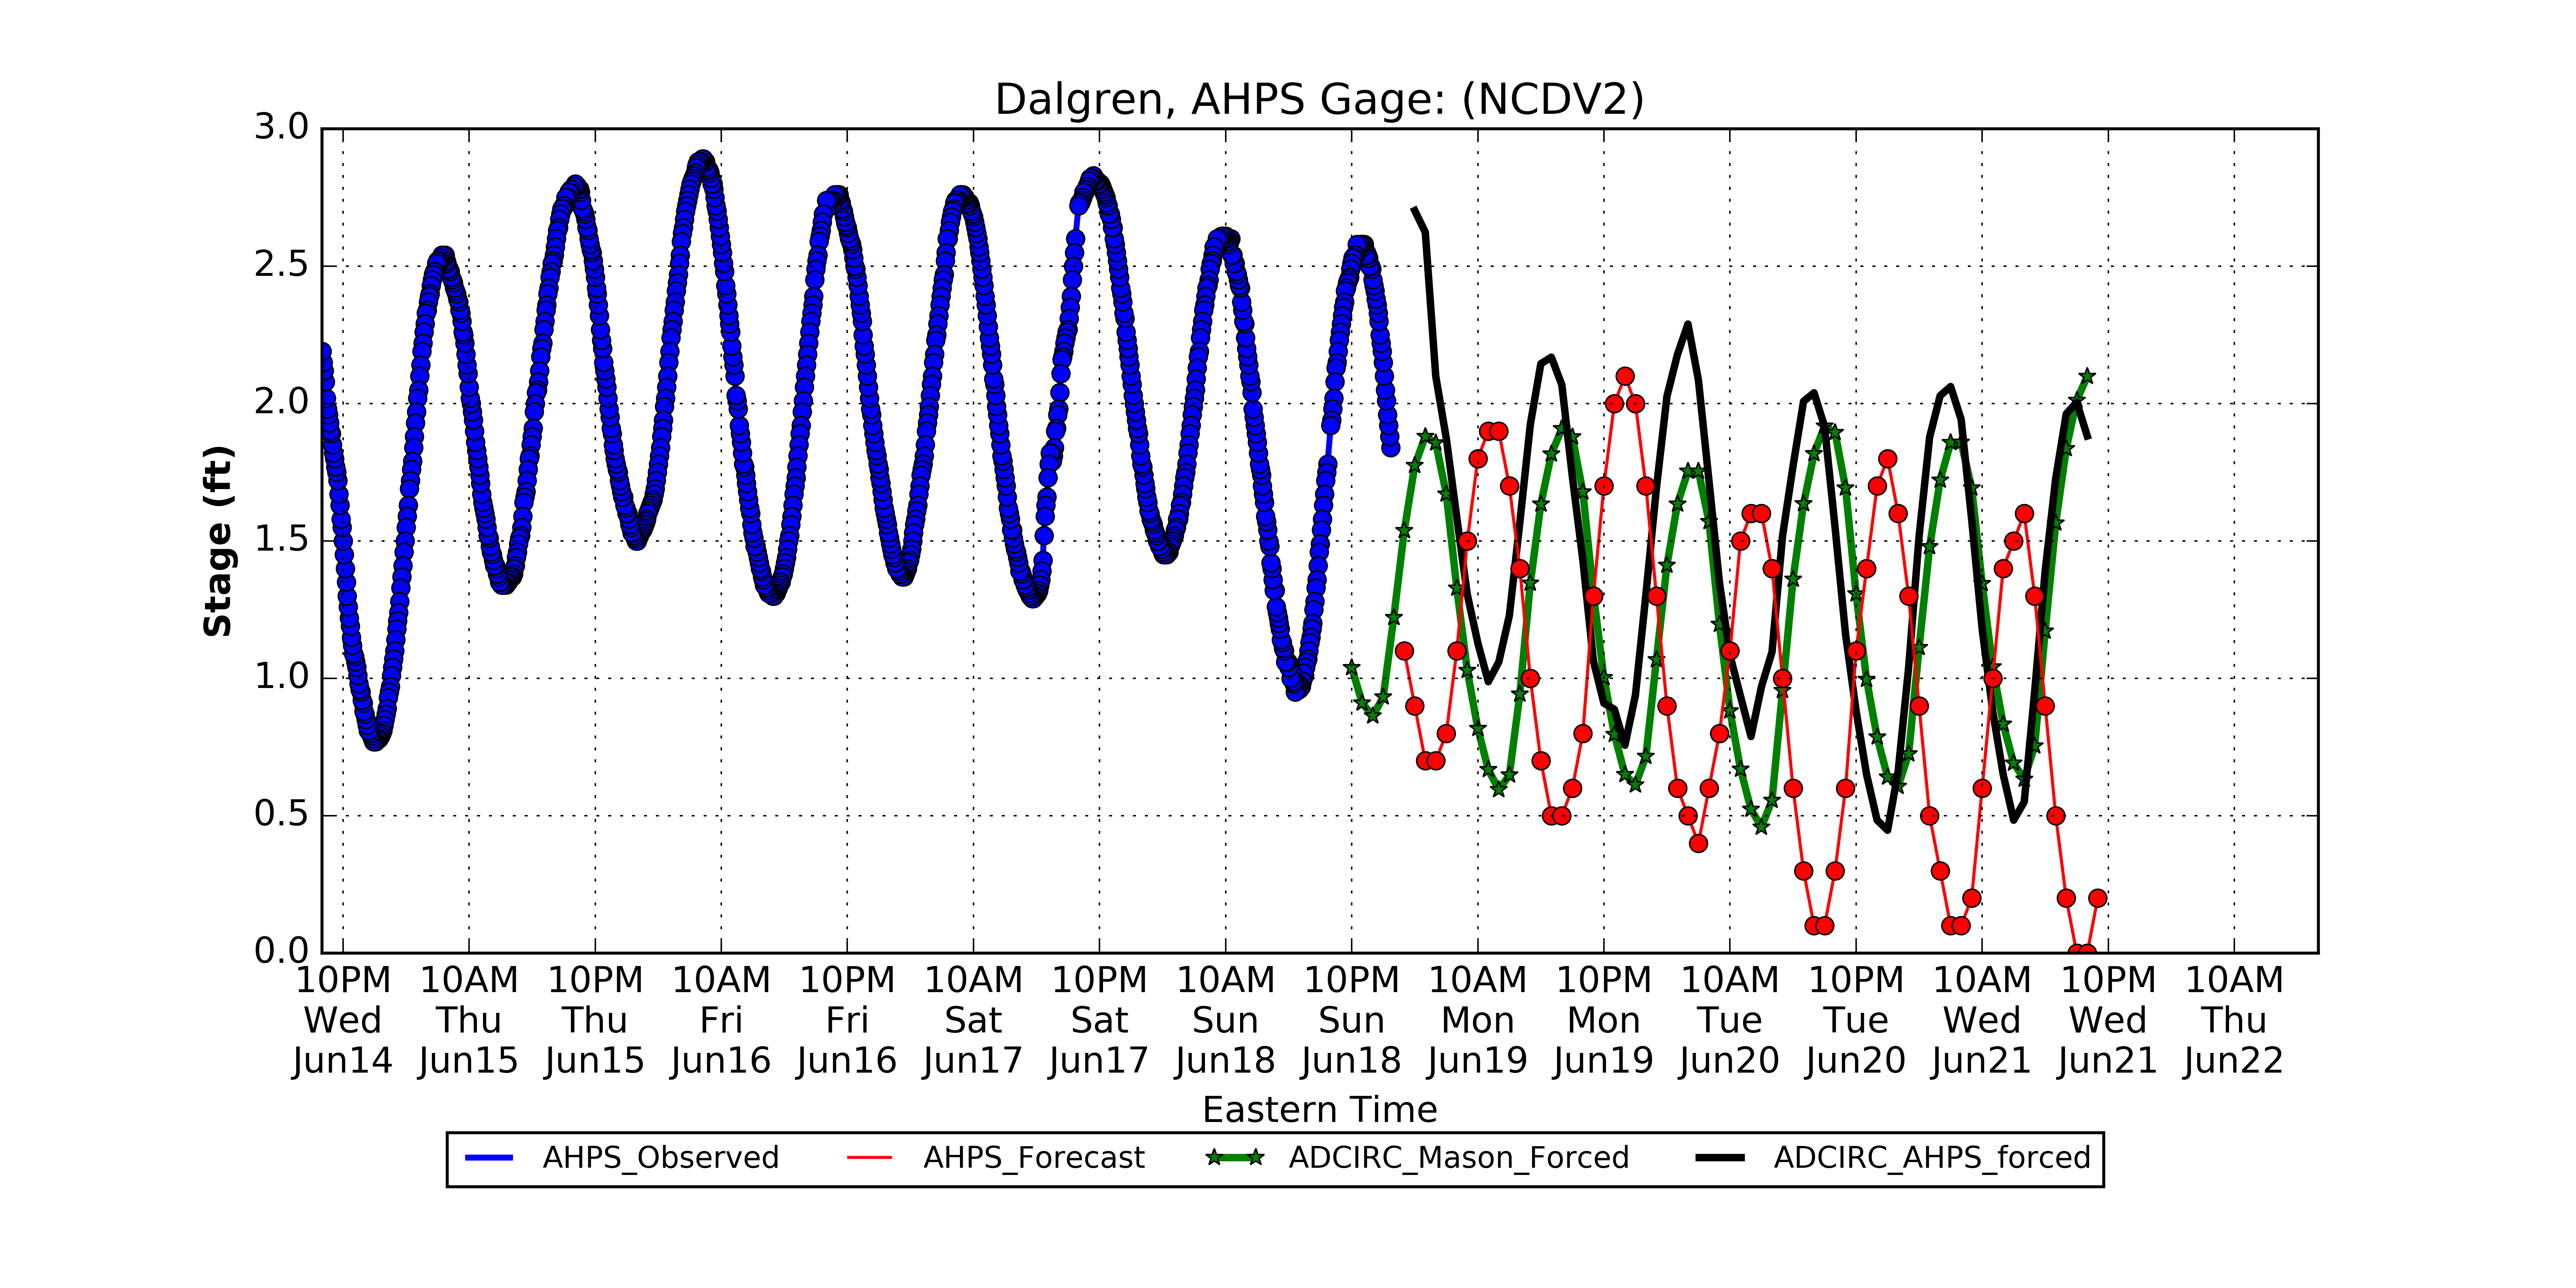 Dalgren, AHPS Gage: (NCDV2)
3.0
2.5
2.0
1.5
1.0
0.5
0.0
Stage (ft)
10PM 10AM 10PM 10AM 10PM 10AM 10PM 10AM 10PM 10AM 10PM 10AM 10PM 10AM 10PM 10AM
Wed Thu Thu Fri Fri Sat Sat Sun Sun Mon Mon Tue Tue Wed Wed Thu
Jun14 Jun15 Jun15 Jun16 Jun16 Jun17 Jun17 Jun18 Jun18 Jun19 Jun19 Jun20 Jun20 Jun21 Jun21 Jun22
Eastern Time
AHPS_Observed AHPS_Forecast ADCIRC_Mason_Forced ADCIRC_AHPS_forced